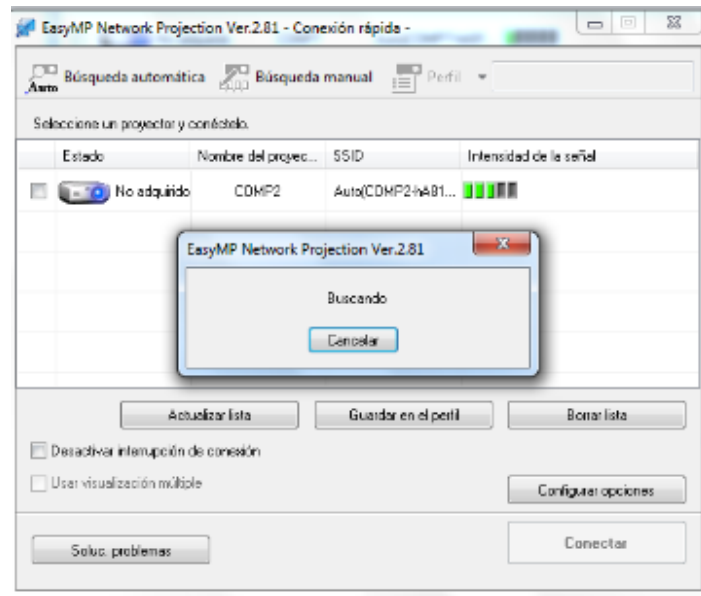 EasyMP Network Projection Ver.2.81 - Conexión rápida -
Auto Búsqueda automática Búsqueda manual Perfil
Seleccione un proyector y conéctelo.
Estado Nombre del proyec... SSID Intensidad de la señal
No adquirido COMP2 Auto(COMP2-hA81...
EasyMP Network Projection Ver.2.81
Buscando
Cancelar
Actualizar lista Guardar en el perfil Borrar lista
Desactivar interrupción de conexión
Usar visualización múltiple
Configurar opciones
Soluc. problemas Conectar